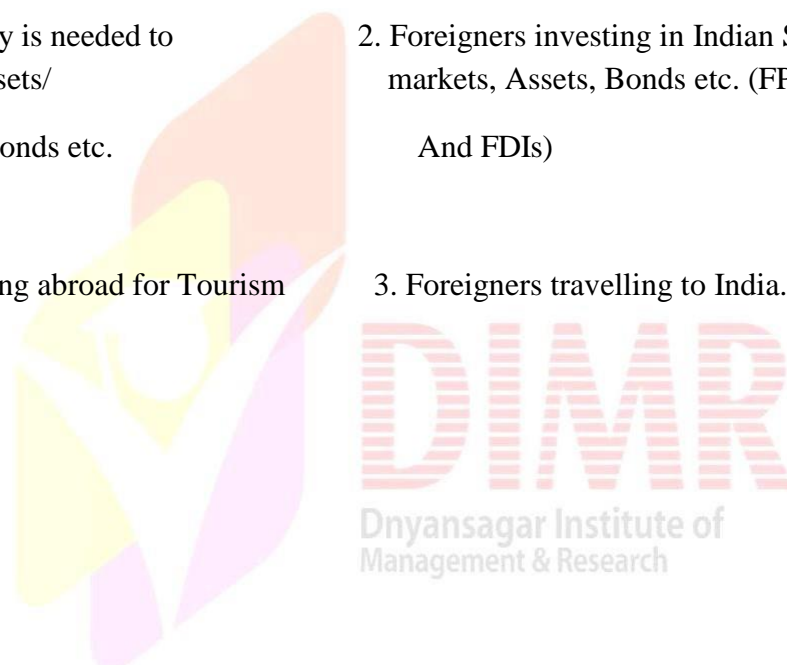 y is needed to
sets/
onds etc.
ng abroad for Tourism
2. Foreigners investing in Indian S
markets, Assets, Bonds etc. (FP
And FDIs)
3. Foreigners travelling to India.
DIMR
Dnyansagar Institute of
Management & Research